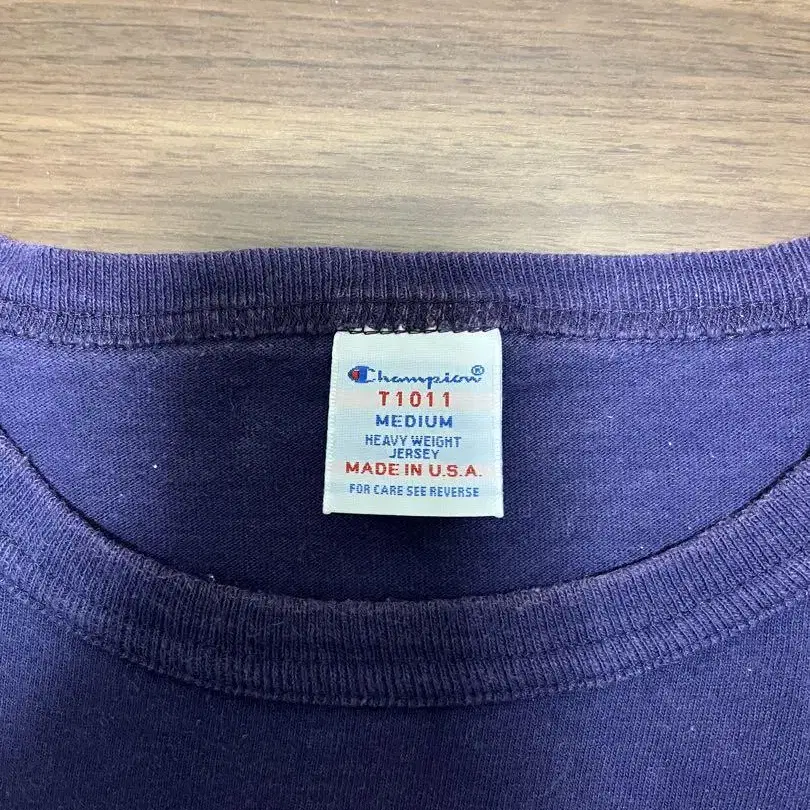 Champion®
T1011
MEDIUM
HEAVY WEIGHT
JERSEY
MADE IN U.S.A.
FOR CARE SEE REVERSE